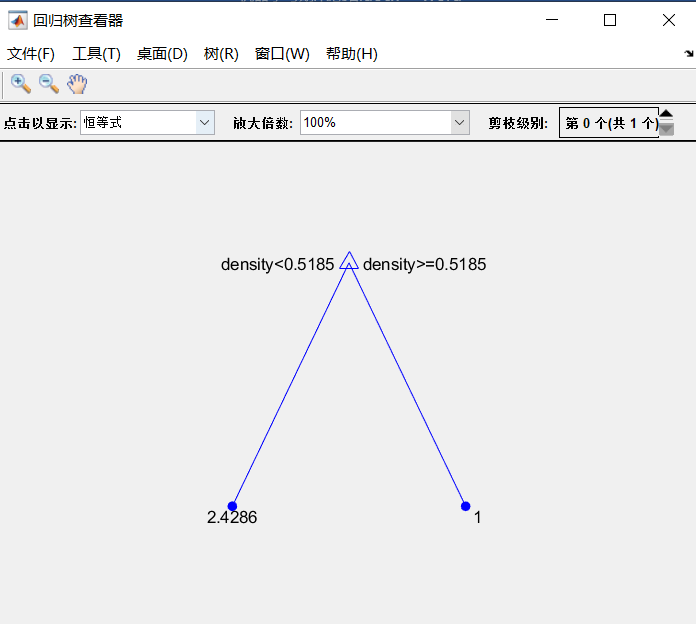 回归树查看器
文件(F) 工具(T) 桌面(D) 树(R) 窗口(W) 帮助(H)
点击以显示: 恒等式 放大倍数: 100% 剪枝级别: 第 0 个(共 1 个)
density<0.5185 density>=0.5185
2.4286 1